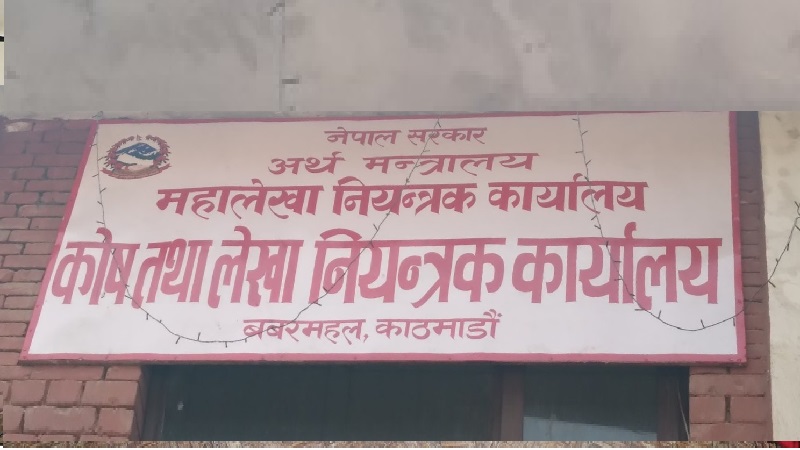 नेपाल सरकार
अर्थ मन्त्रालय
महालेखा नियन्त्रक कार्यालय
कोष तथा लेखा नियन्त्रक कार्यालय
बबरमहल, काठमाडौं